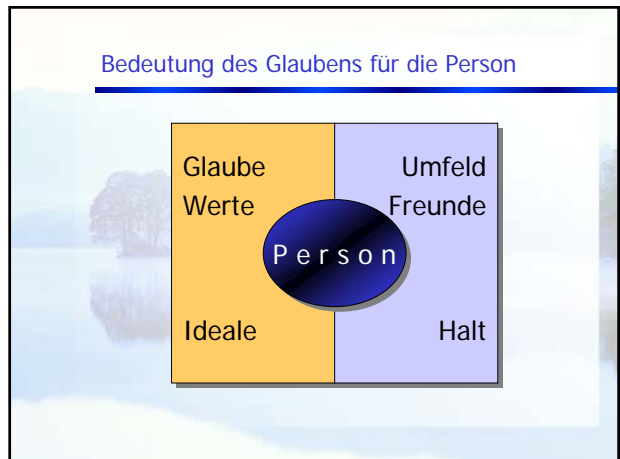 Bedeutung des Glaubens für die Person
Glaube
Werte
Umfeld
Freunde
Person
Ideale
Halt